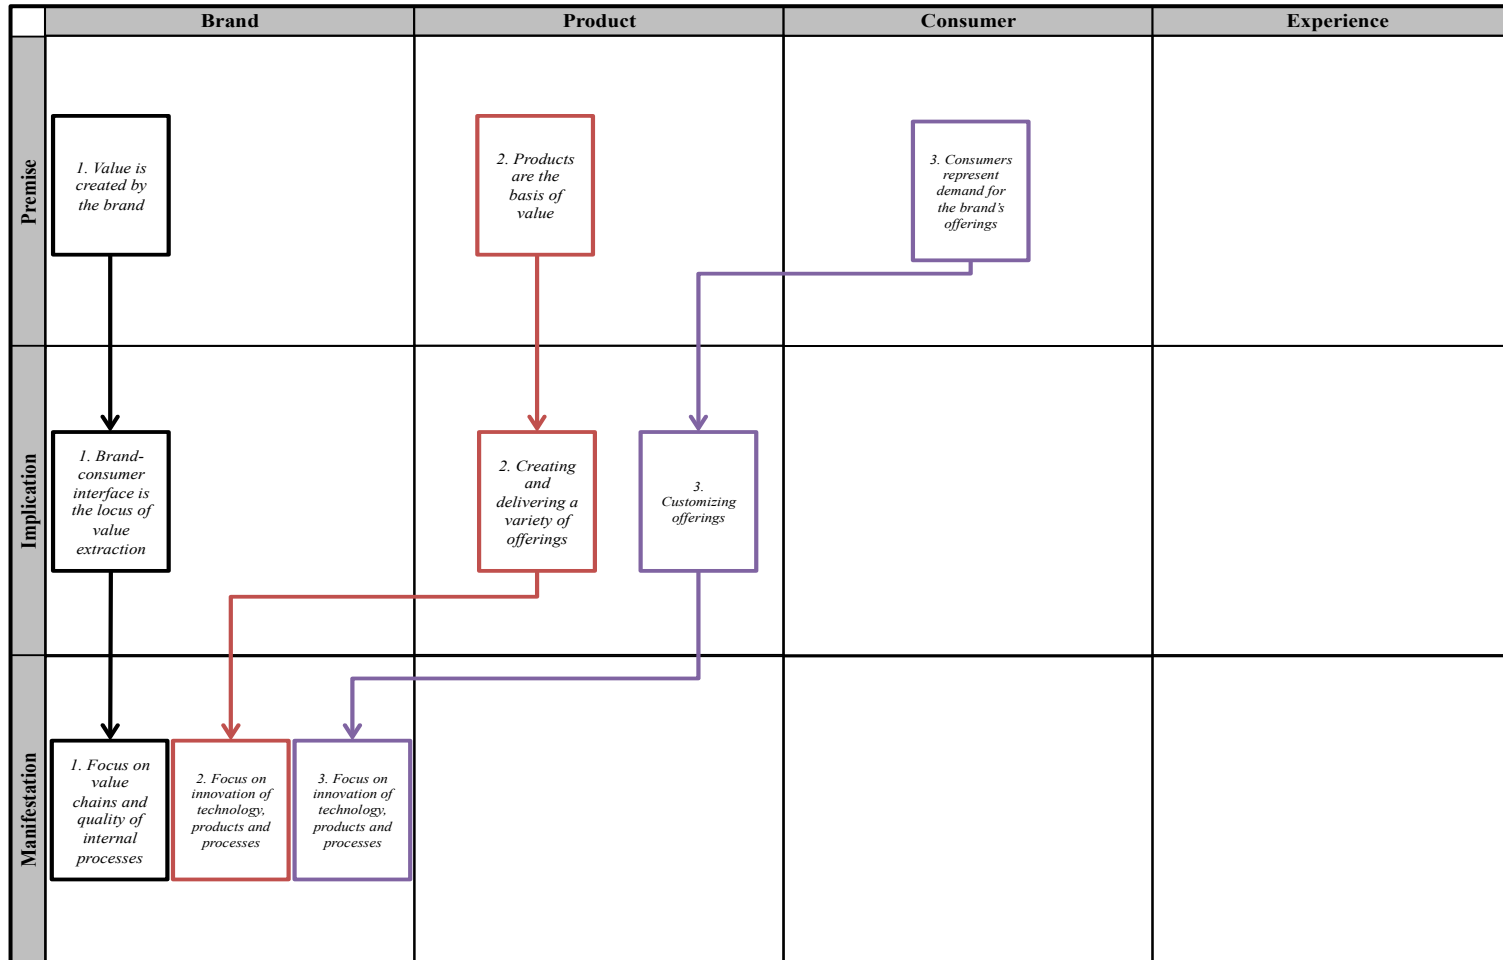 Brand
Product
Consumer
Experience
Premise
1. Value is
created by
the brand
2. Products
are the
basis of
value
3. Consumers
represent
demand for
the brand's
offerings
Implication
1. Brand-
consumer
interface is
the locus of
value
extraction
2. Creating
and
delivering a
variety of
offerings
3.
Customizing
offerings
Manifestation
1. Focus on
value
chains and
quality of
internal
processes
2. Focus on
innovation of
technology,
products and
processes
3. Focus on
innovation of
technology,
products and
processes